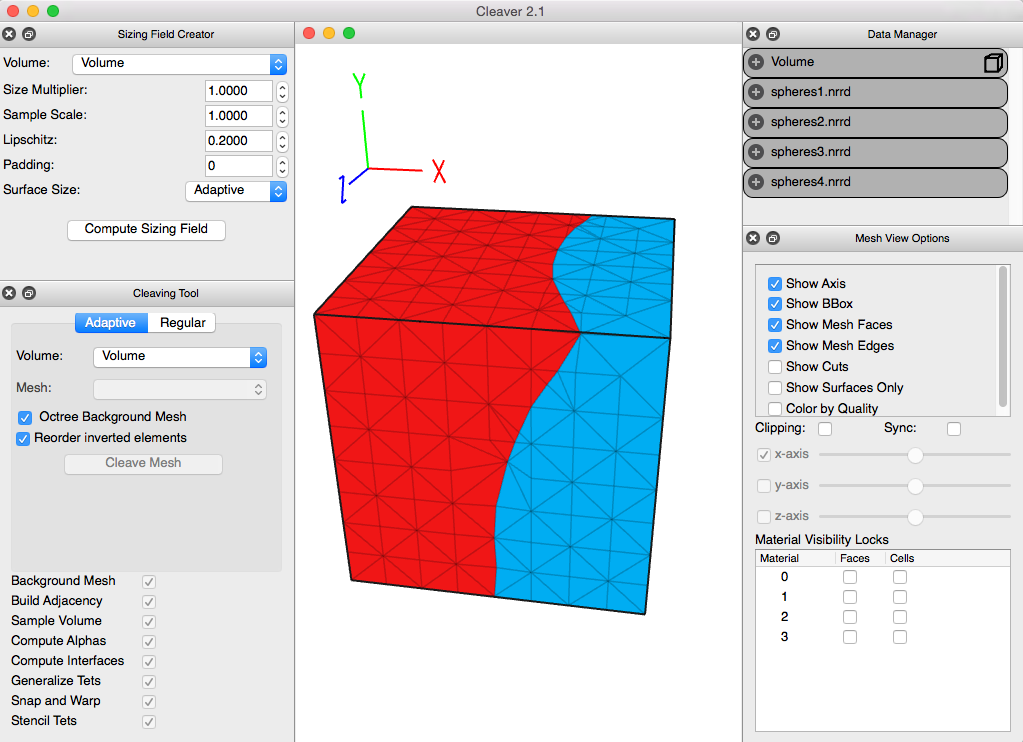 Cleaver 2.1
Sizing Field Creator
Volume: Volume
Size Multiplier: 1.0000
Sample Scale: 1.0000
Lipschitz: 0.2000
Padding: 0
Surface Size: Adaptive
Compute Sizing Field
Cleaving Tool
Adaptive Regular
Volume: Volume
Mesh:
Octree Background Mesh
Reorder inverted elements
Cleave Mesh
Background Mesh
Build Adjacency
Sample Volume
Compute Alphas
Compute Interfaces
Generalize Tets
Snap and Warp
Stencil Tets
Y
X
Z
Data Manager
Volume
spheres1.nrrd
spheres2.nrrd
spheres3.nrrd
spheres4.nrrd
Mesh View Options
Show Axis
Show BBox
Show Mesh Faces
Show Mesh Edges
Show Cuts
Show Surfaces Only
Color by Quality
Clipping: Sync:
x-axis
y-axis
z-axis
Material Visibility Locks
Material Faces Cells
0
1
2
3